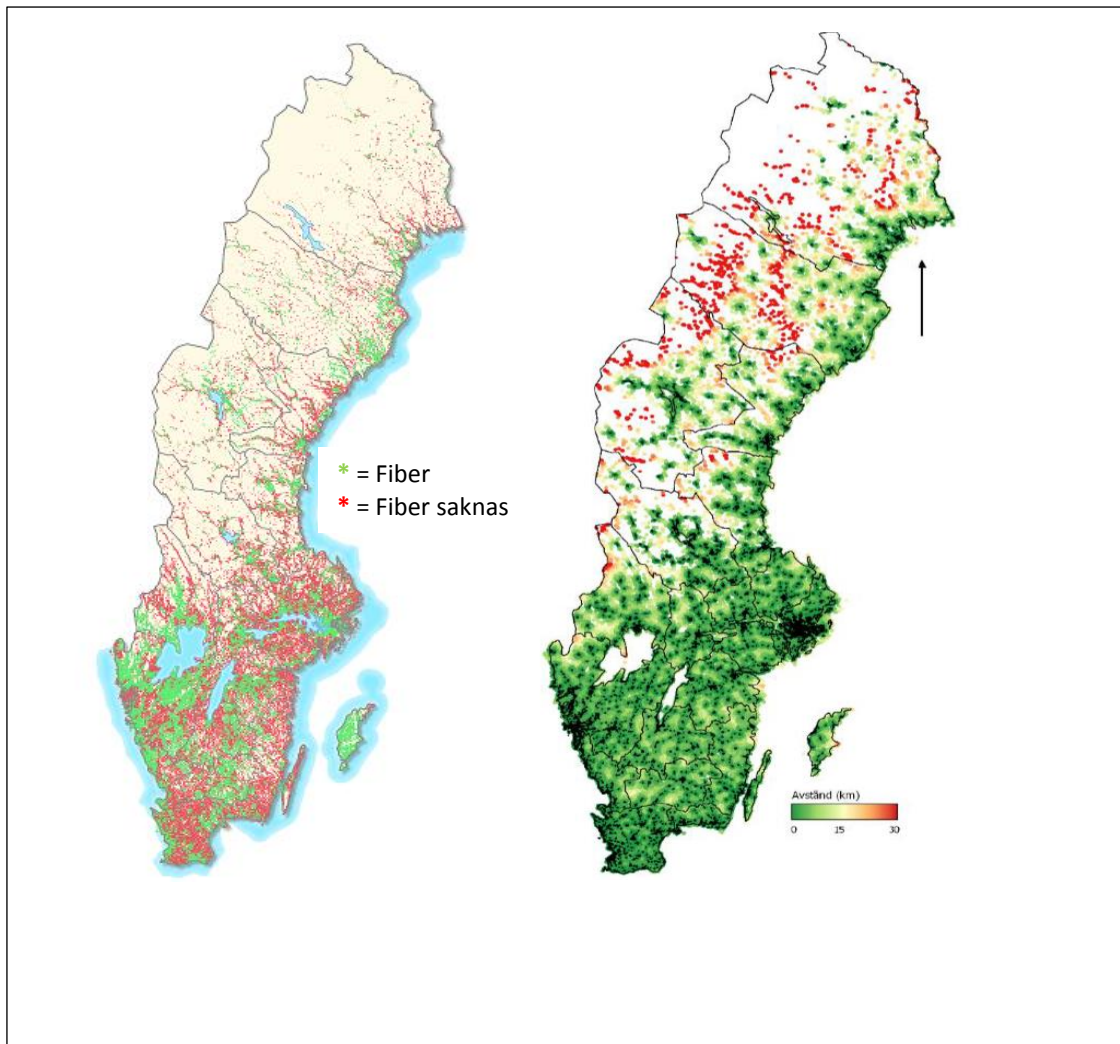 * = Fiber
* = Fiber saknas
Avstånd (km)
0 15 30